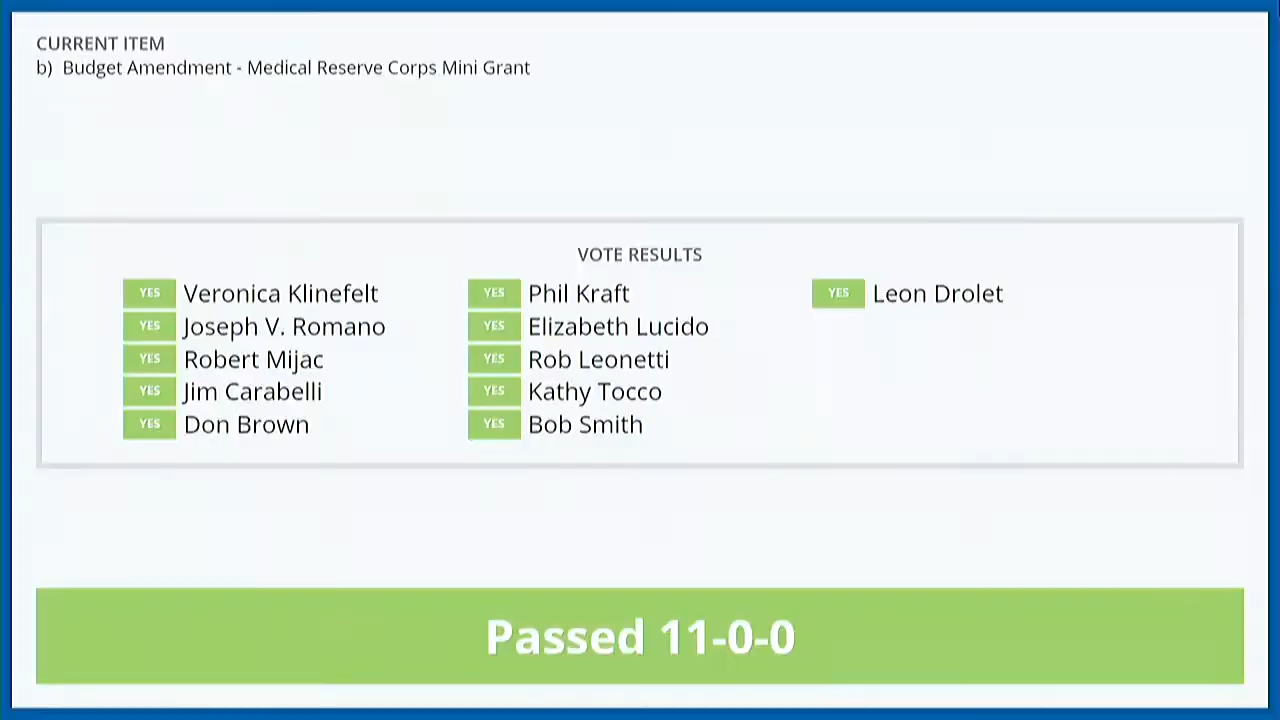 CURRENT ITEM
b) Budget Amendment - Medical Reserve Corps Mini Grant
VOTE RESULTS
YES Veronica Klinefelt
YES Joseph V. Romano
YES Robert Mijac
YES Jim Carabelli
YES Don Brown
YES Phil Kraft
YES Elizabeth Lucido
YES Rob Leonetti
YES Kathy Tocco
YES Bob Smith
YES Leon Drolet
Passed 11-0-0